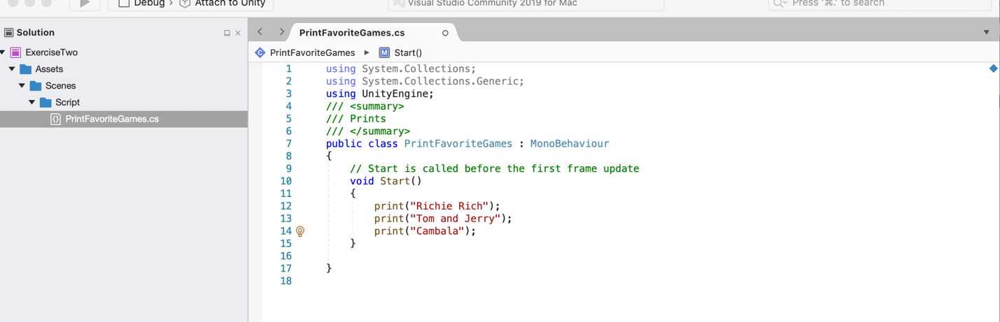 Debug › Attach to Unity
Visual Studio Community 2019 for Mac
Press '⌘.' to search
Solution
PrintFavoriteGames.cs
ExerciseTwo
PrintFavoriteGames ▶ Start()
Assets
Scenes
Script
PrintFavoriteGames.cs
1 using System.Collections;
2 using System.Collections.Generic;
3 using UnityEngine;
4 /// <summary>
5 /// Prints
6 /// </summary>
7 public class PrintFavoriteGames : MonoBehaviour
8 {
9 // Start is called before the first frame update
10 void Start()
11 {
12 print("Richie Rich");
13 print("Tom and Jerry");
14 print("Cambala");
15 }
16
17 }
18